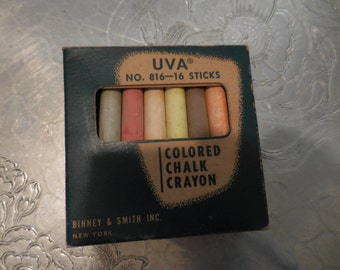 UVA®
NO. 816—16 STICKS
COLORED
CHALK
CRAYON
BINNEY & SMITH INC.
NEW YORK